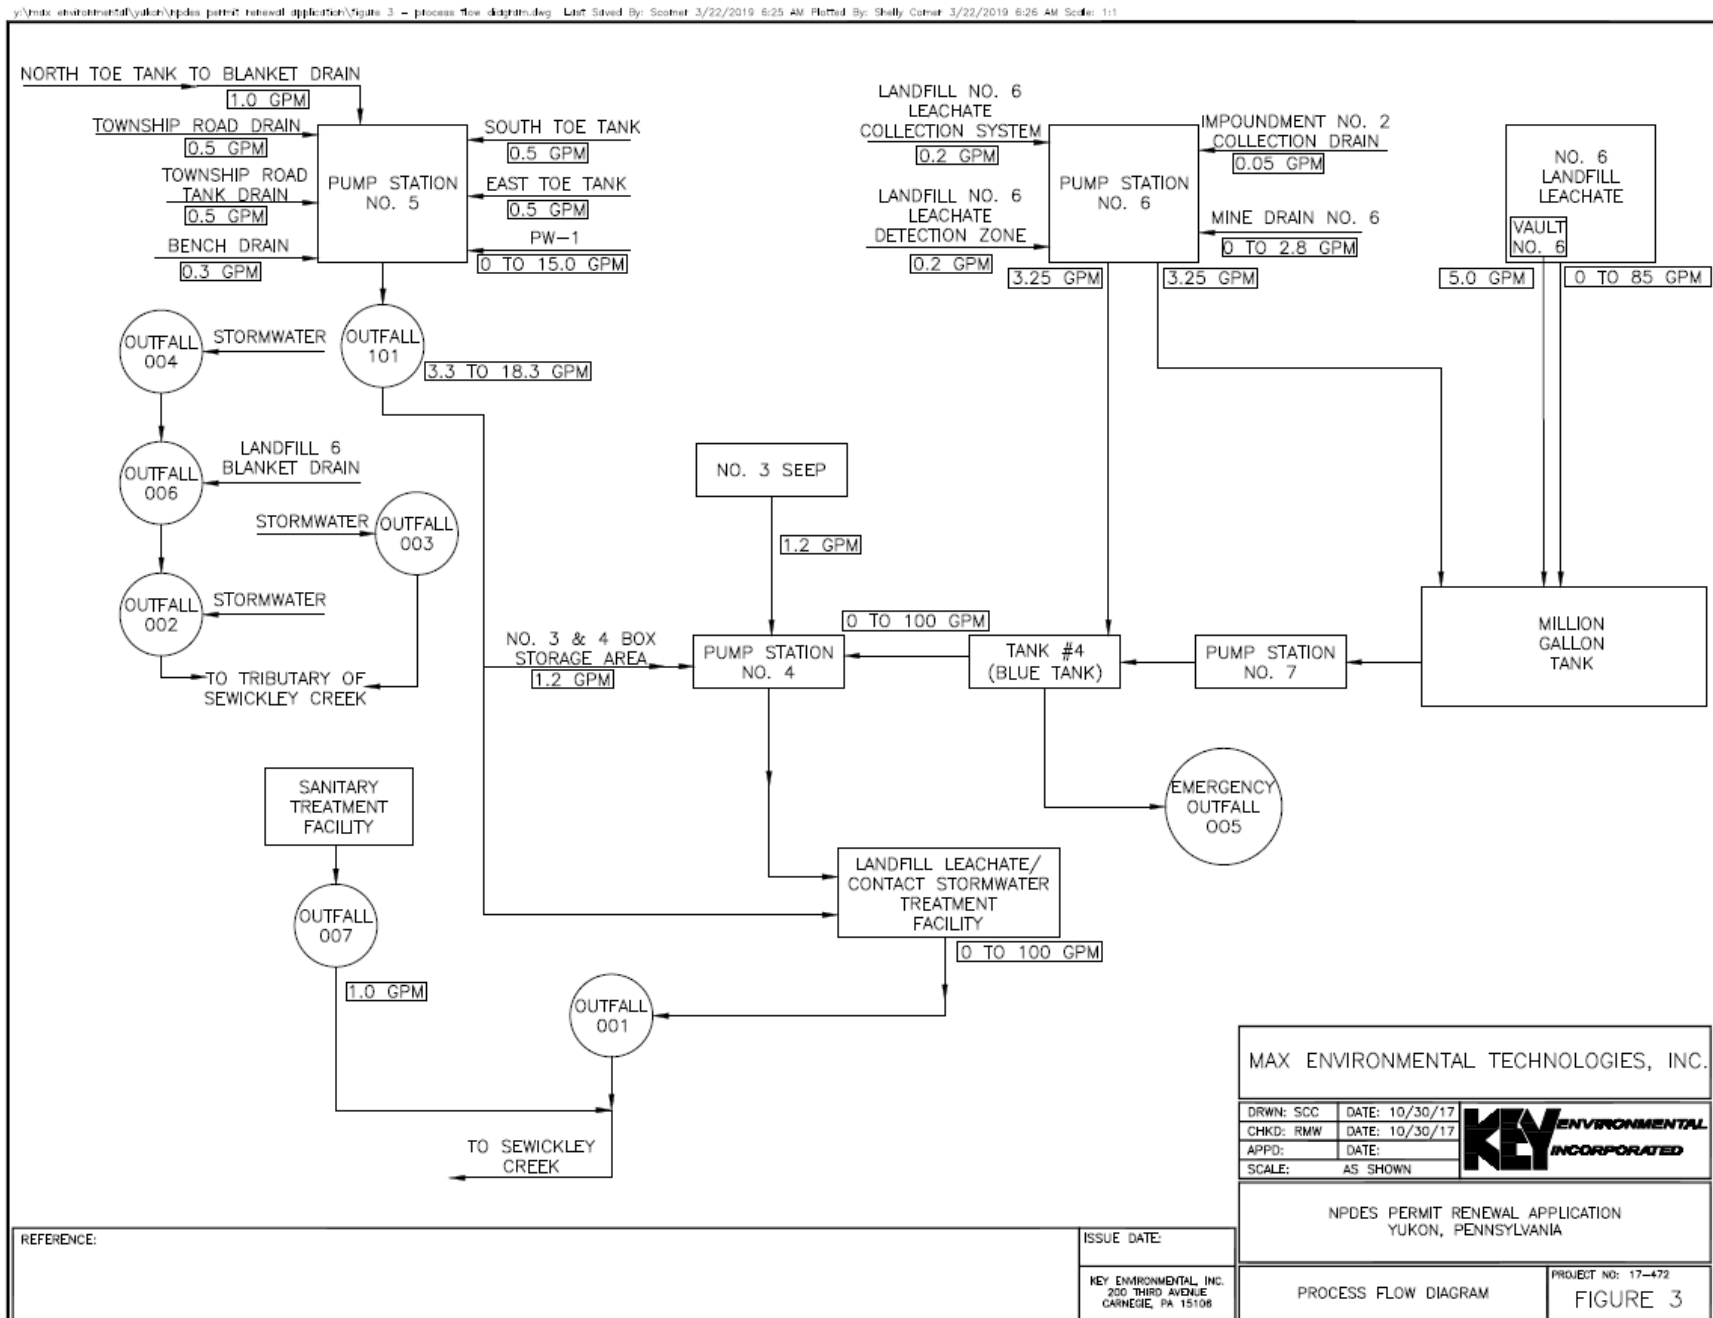 y:\max environmental\yukon\npdes permit renewal application\figure 3 - process flow diagram.dwg Last Saved By: Scomer 3/22/2019 6:25 AM Plotted By: Shelly Comer 3/22/2019 6:26 AM Scale: 1:1
NORTH TOE TANK TO BLANKET DRAIN
1.0 GPM
TOWNSHIP ROAD DRAIN
0.5 GPM
TOWNSHIP ROAD
TANK DRAIN
0.5 GPM
BENCH DRAIN
0.3 GPM
PUMP STATION
NO. 5
SOUTH TOE TANK
0.5 GPM
EAST TOE TANK
0.5 GPM
PW-1
0 TO 15.0 GPM
LANDFILL NO. 6
LEACHATE
COLLECTION SYSTEM
0.2 GPM
LANDFILL NO. 6
LEACHATE
DETECTION ZONE
0.2 GPM
PUMP STATION
NO. 6
IMPOUNDMENT NO. 2
COLLECTION DRAIN
0.05 GPM
MINE DRAIN NO. 6
0 TO 2.8 GPM
3.25 GPM
3.25 GPM
NO. 6
LANDFILL
LEACHATE
VAULT
NO. 6
5.0 GPM
0 TO 85 GPM
OUTFALL
004
STORMWATER
OUTFALL
101
3.3 TO 18.3 GPM
OUTFALL
006
LANDFILL 6
BLANKET DRAIN
STORMWATER
OUTFALL
003
OUTFALL
002
STORMWATER
TO TRIBUTARY OF
SEWICKLEY CREEK
NO. 3 SEEP
1.2 GPM
NO. 3 & 4 BOX
STORAGE AREA
1.2 GPM
PUMP STATION
NO. 4
0 TO 100 GPM
TANK #4
(BLUE TANK)
PUMP STATION
NO. 7
MILLION
GALLON
TANK
EMERGENCY
OUTFALL
005
SANITARY
TREATMENT
FACILITY
OUTFALL
007
1.0 GPM
LANDFILL LEACHATE/
CONTACT STORMWATER
TREATMENT
FACILITY
0 TO 100 GPM
OUTFALL
001
TO SEWICKLEY
CREEK
MAX ENVIRONMENTAL TECHNOLOGIES, INC.
DRWN: SCC DATE: 10/30/17
CHKD: RMW DATE: 10/30/17
APPD: DATE:
SCALE: AS SHOWN
KEY ENVIRONMENTAL
INCORPORATED
NPDES PERMIT RENEWAL APPLICATION
YUKON, PENNSYLVANIA
PROCESS FLOW DIAGRAM
PROJECT NO: 17-472
FIGURE 3
REFERENCE:
ISSUE DATE:
KEY ENVIRONMENTAL, INC.
200 THIRD AVENUE
CARNEGIE, PA 15106